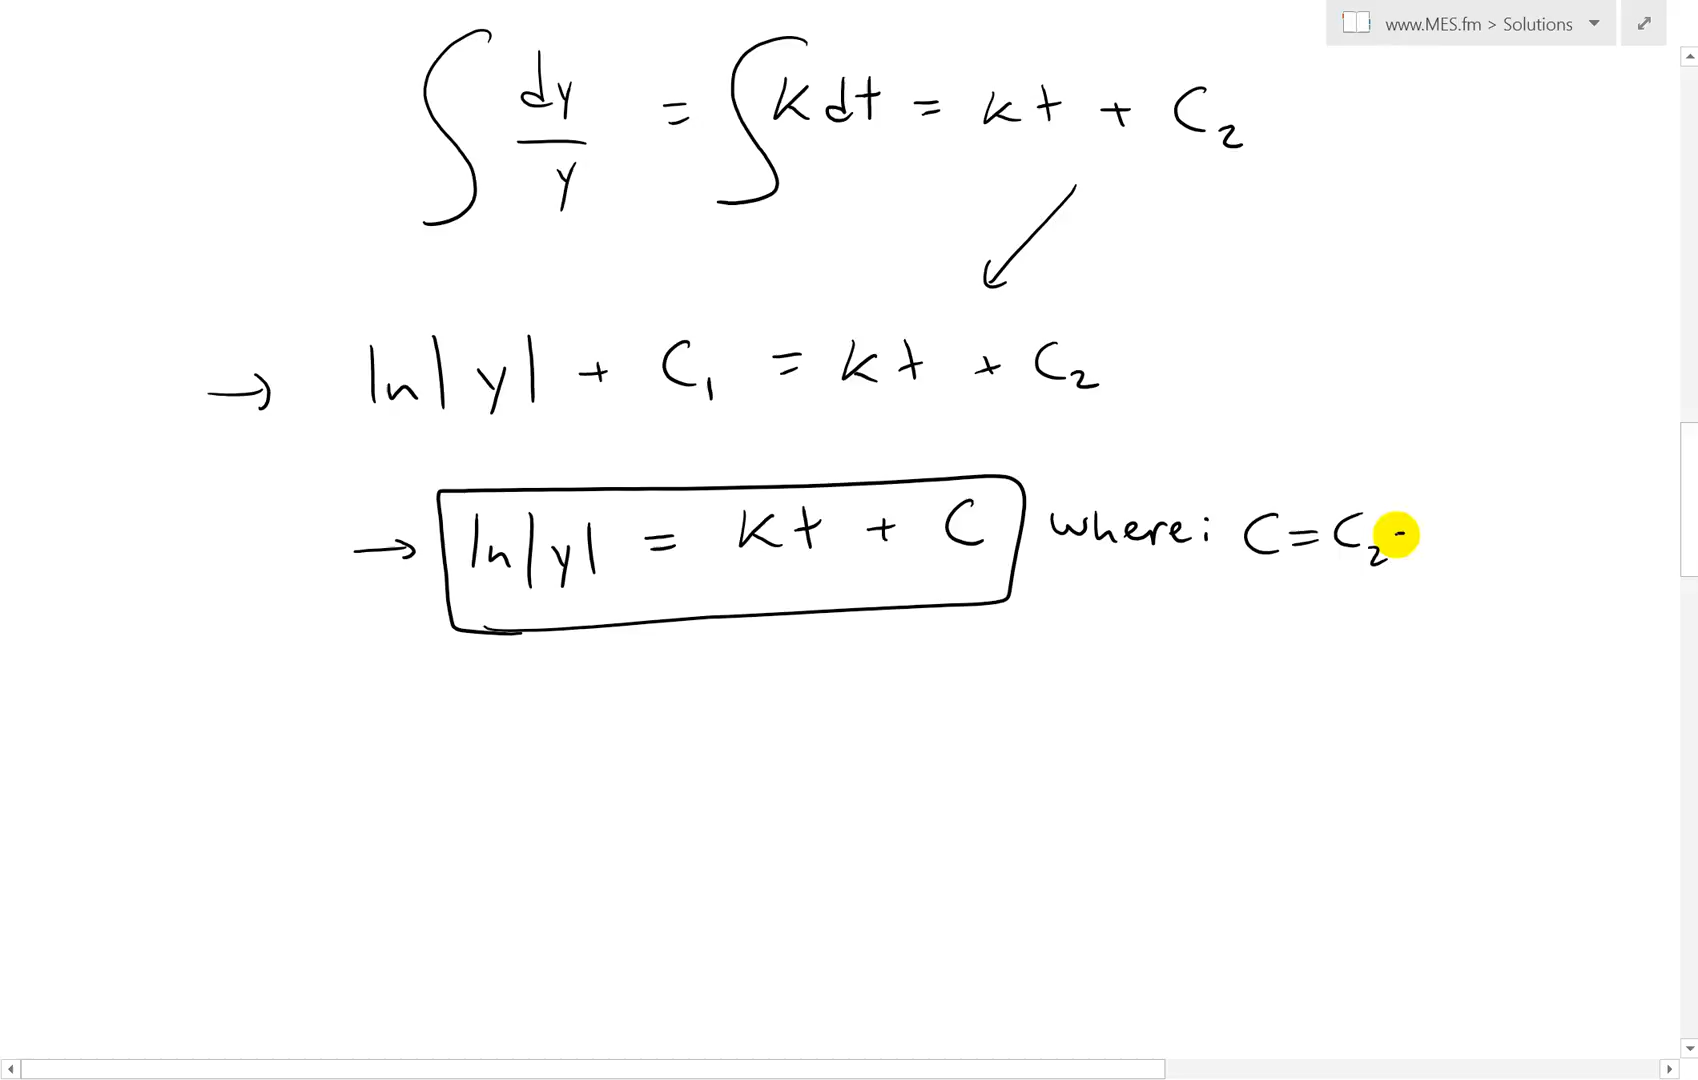 www.MES.fm > Solutions
∫ dy/y = ∫ k dt = kt + C₂
→ ln|y| + C₁ = kt + C₂
→ ln|y| = kt + C where: C = C₂ -